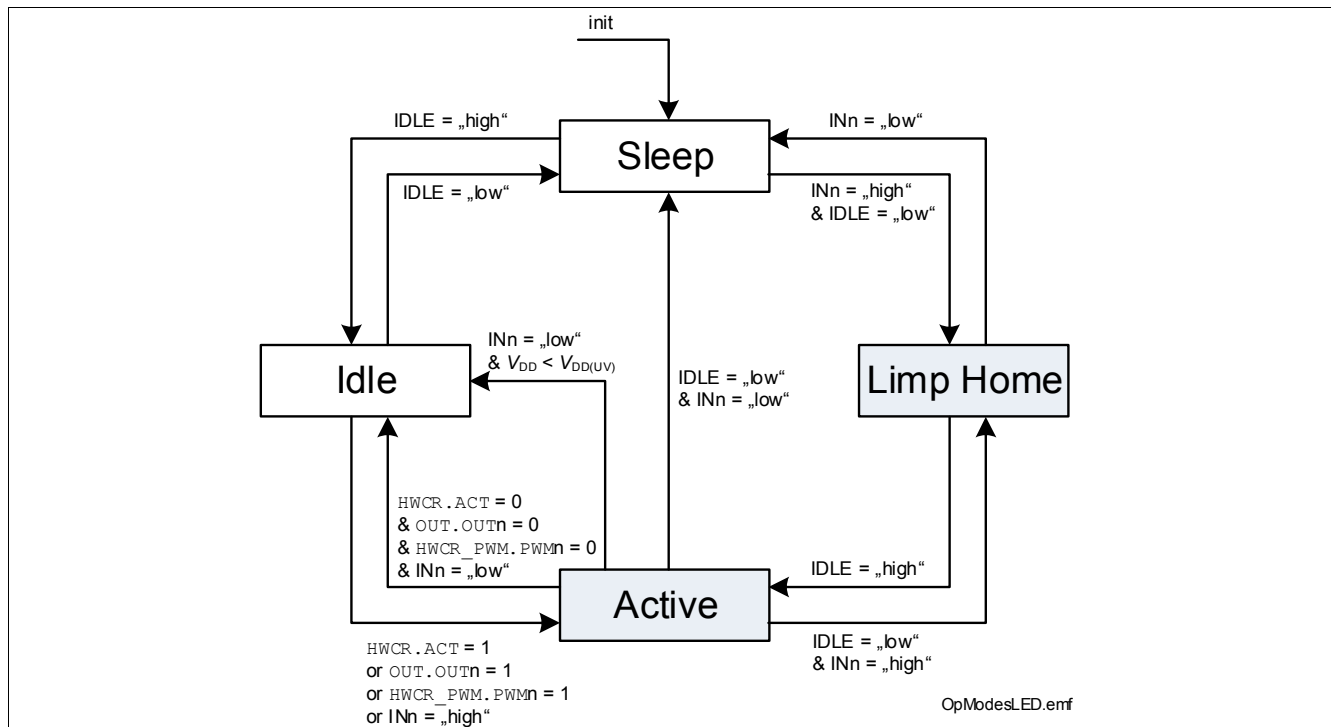 init
IDLE = „high“
INn = „low“
Sleep
IDLE = „low“
INn = „high“
& IDLE = „low“
INn = „low“
& VDD < VDD(UV)
Idle
IDLE = „low“
& INn = „low“
Limp Home
HWCR.ACT = 0
& OUT.OUTn = 0
& HWCR_PWM.PWMn = 0
& INn = „low“
IDLE = „high“
Active
HWCR.ACT = 1
or OUT.OUTn = 1
or HWCR_PWM.PWMn = 1
or INn = „high“
IDLE = „low“
& INn = „high“
OpModesLED.emf